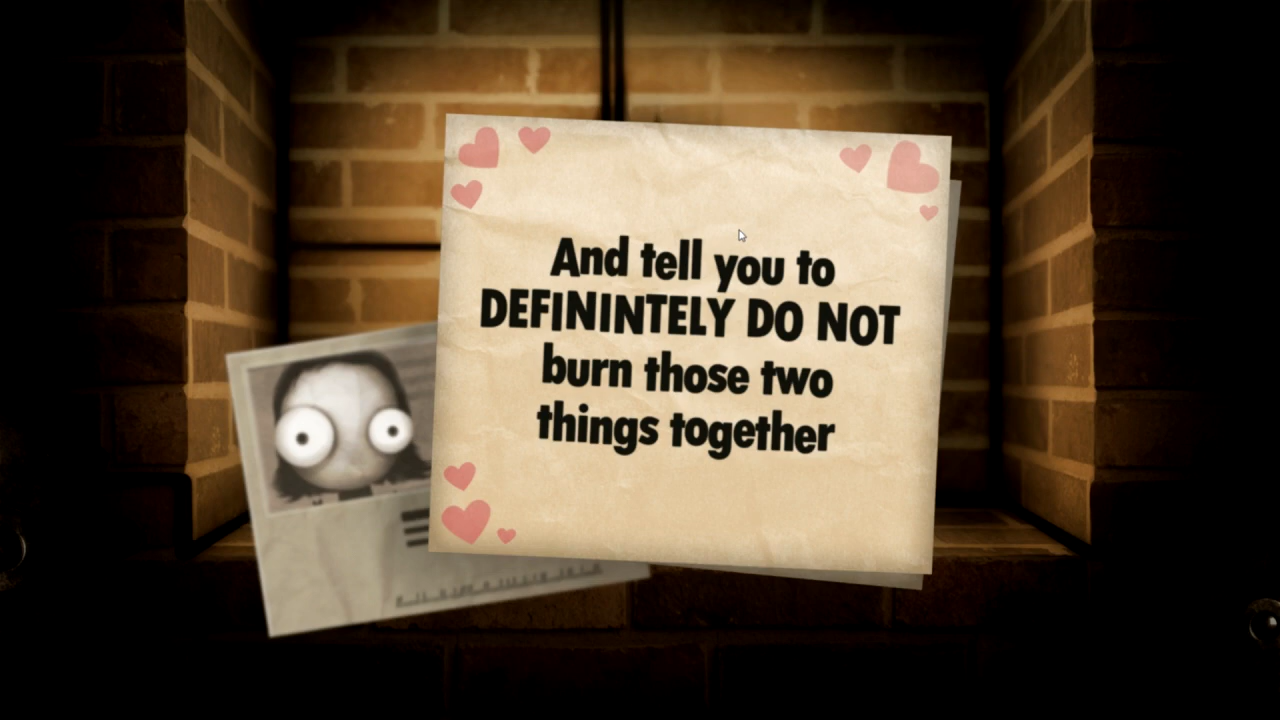 And tell you to
DEFININTELY DO NOT
burn those two
things together